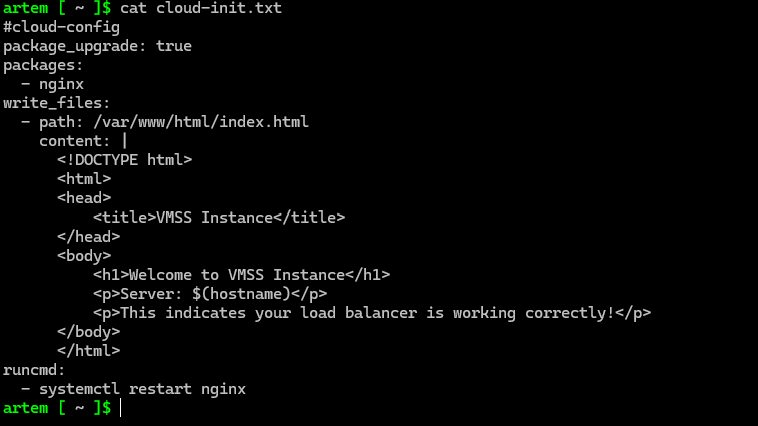 artem [ ~ ]$ cat cloud-init.txt
#cloud-config
package_upgrade: true
packages:
  - nginx
write_files:
  - path: /var/www/html/index.html
    content: |
      <!DOCTYPE html>
      <html>
      <head>
          <title>VMSS Instance</title>
      </head>
      <body>
          <h1>Welcome to VMSS Instance</h1>
          <p>Server: $(hostname)</p>
          <p>This indicates your load balancer is working correctly!</p>
      </body>
      </html>
runcmd:
  - systemctl restart nginx
artem [ ~ ]$